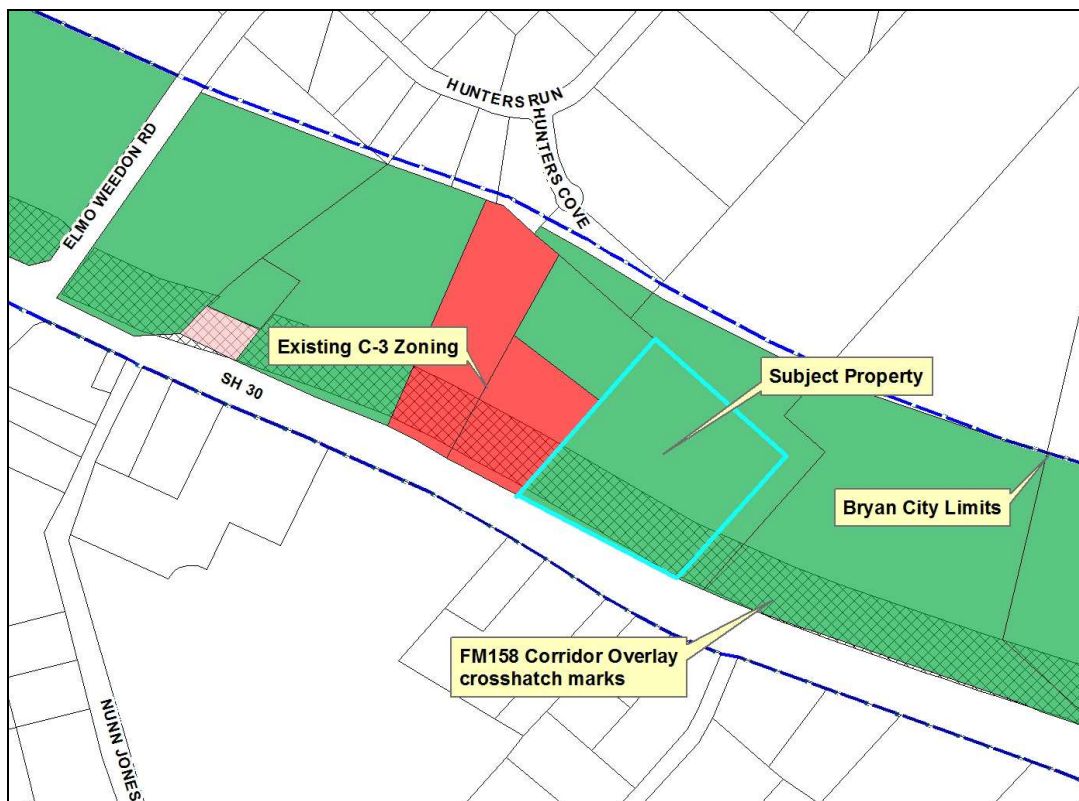 HUNTERS RUN
HUNTERS COVE
ELMO WEEDON RD
Existing C-3 Zoning
Subject Property
SH 30
Bryan City Limits
FM158 Corridor Overlay
crosshatch marks
NUNN JONES